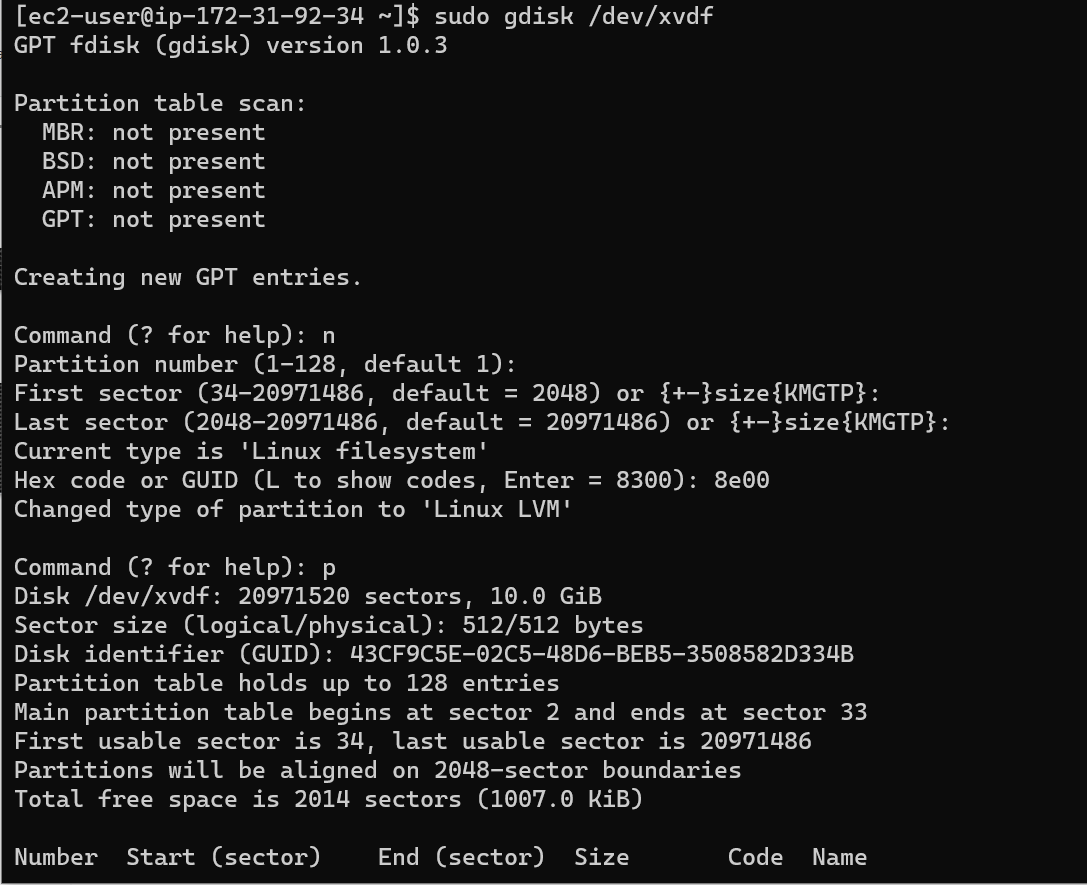 [ec2-user@ip-172-31-92-34 ~]$ sudo gdisk /dev/xvdf
GPT fdisk (gdisk) version 1.0.3
Partition table scan:
MBR: not present
BSD: not present
APM: not present
GPT: not present
Creating new GPT entries.
Command (? for help): n
Partition number (1-128, default 1):
First sector (34-20971486, default = 2048) or {+-}size{KMGTP}:
Last sector (2048-20971486, default = 20971486) or {+-}size{KMGTP}:
Current type is 'Linux filesystem'
Hex code or GUID (L to show codes, Enter = 8300): 8e00
Changed type of partition to 'Linux LVM'
Command (? for help): p
Disk /dev/xvdf: 20971520 sectors, 10.0 GiB
Sector size (logical/physical): 512/512 bytes
Disk identifier (GUID): 43CF9C5E-02C5-48D6-BEB5-3508582D334B
Partition table holds up to 128 entries
Main partition table begins at sector 2 and ends at sector 33
First usable sector is 34, last usable sector is 20971486
Partitions will be aligned on 2048-sector boundaries
Total free space is 2014 sectors (1007.0 KiB)
Number  Start (sector)    End (sector)  Size       Code  Name